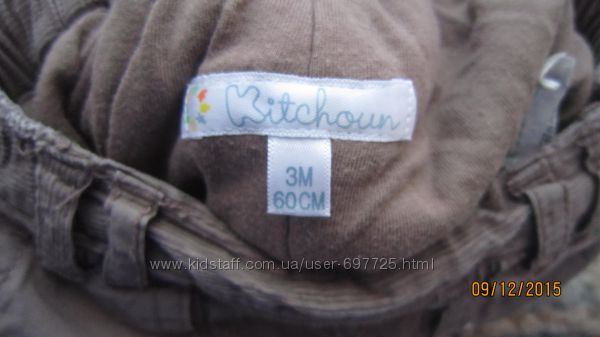 Kitchoun
3M
60CM
www.kidstaff.com.ua/user-697725.html
09/12/2015